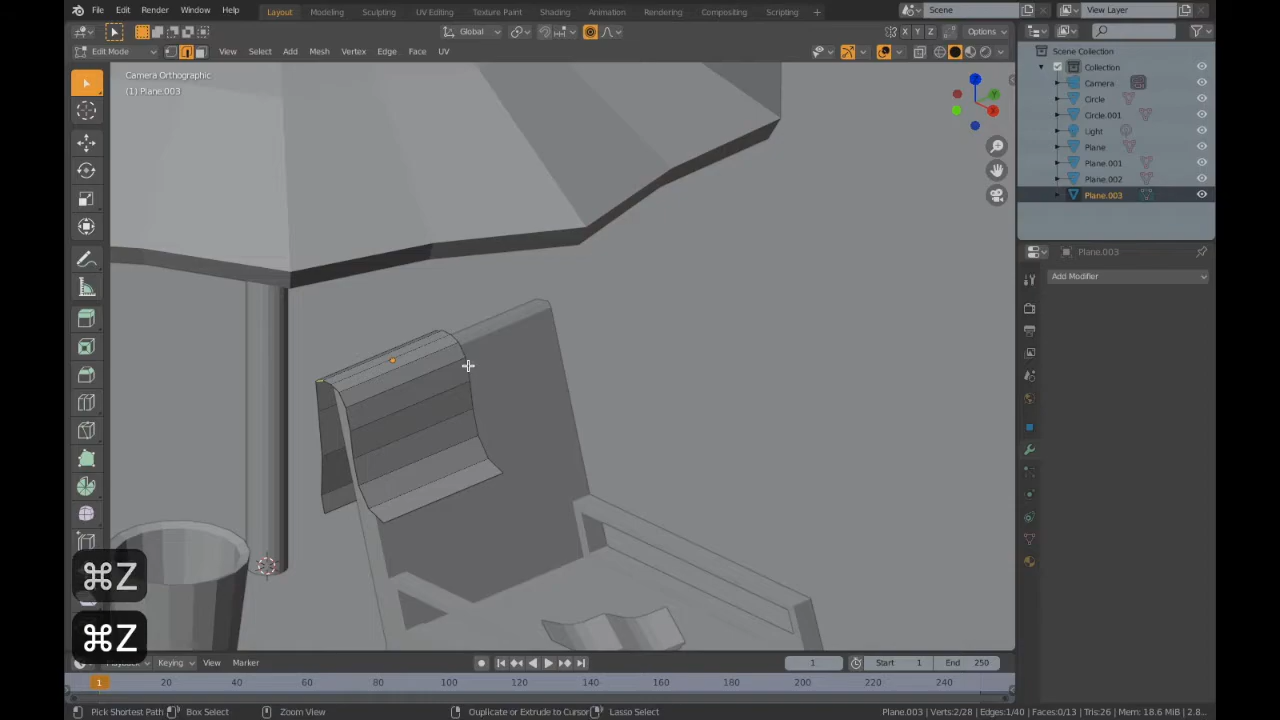 File Edit Render Window Help Layout Modeling Sculpting UV Editing Texture Paint Shading Animation Rendering Compositing Scripting + Scene View Layer
Global X Y Z Options
Edit Mode View Select Add Mesh Vertex Edge Face UV
Camera Orthographic
(1) Plane.003
Scene Collection
Collection
Camera
Circle
Circle.001
Light
Plane
Plane.001
Plane.002
Plane.003
Plane.003
Add Modifier
⌘Z
⌘Z
Keying View Marker 1 Start 1 End 250
1 20 40 60 80 100 120 140 160 180 200 220 240
Pick Shortest Path Box Select Zoom View Duplicate or Extrude to Cursor Lasso Select Plane.003 | Verts:2/28 | Edges:1/40 | Faces:0/13 | Tris:26 | Mem: 18.6 MiB | 2.8...